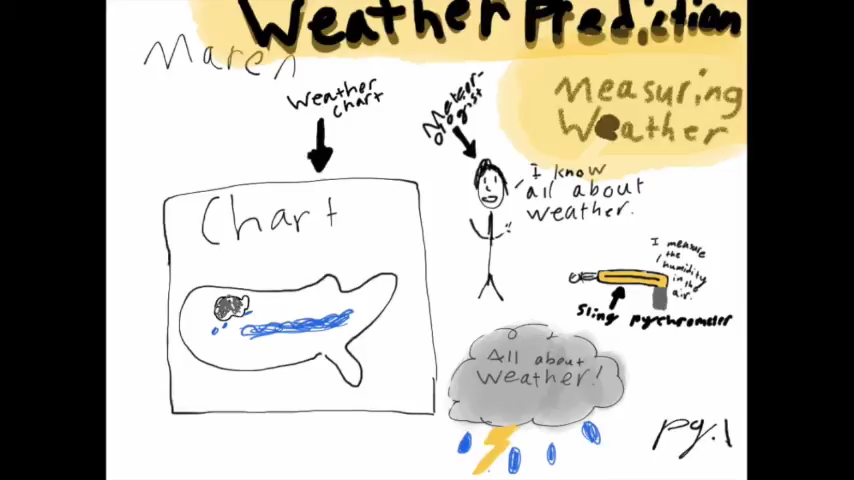 Weather Prediction
Maren
Measuring
Weather
Weather
chart
Meteor-
ologist
I know
all about
weather.
Chart
I measure
the
humidity
in the
air.
Sling pychrometer
All about
weather!
pg.1